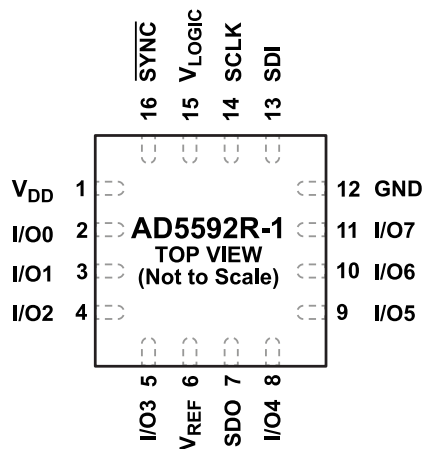 SYNC
VLOGIC
SCLK
SDI
16
15
14
13
VDD 1
12 GND
I/O0 2
AD5592R-1
11 I/O7
TOP VIEW
I/O1 3
(Not to Scale)
10 I/O6
I/O2 4
9 I/O5
5
6
7
8
I/O3
VREF
SDO
I/O4